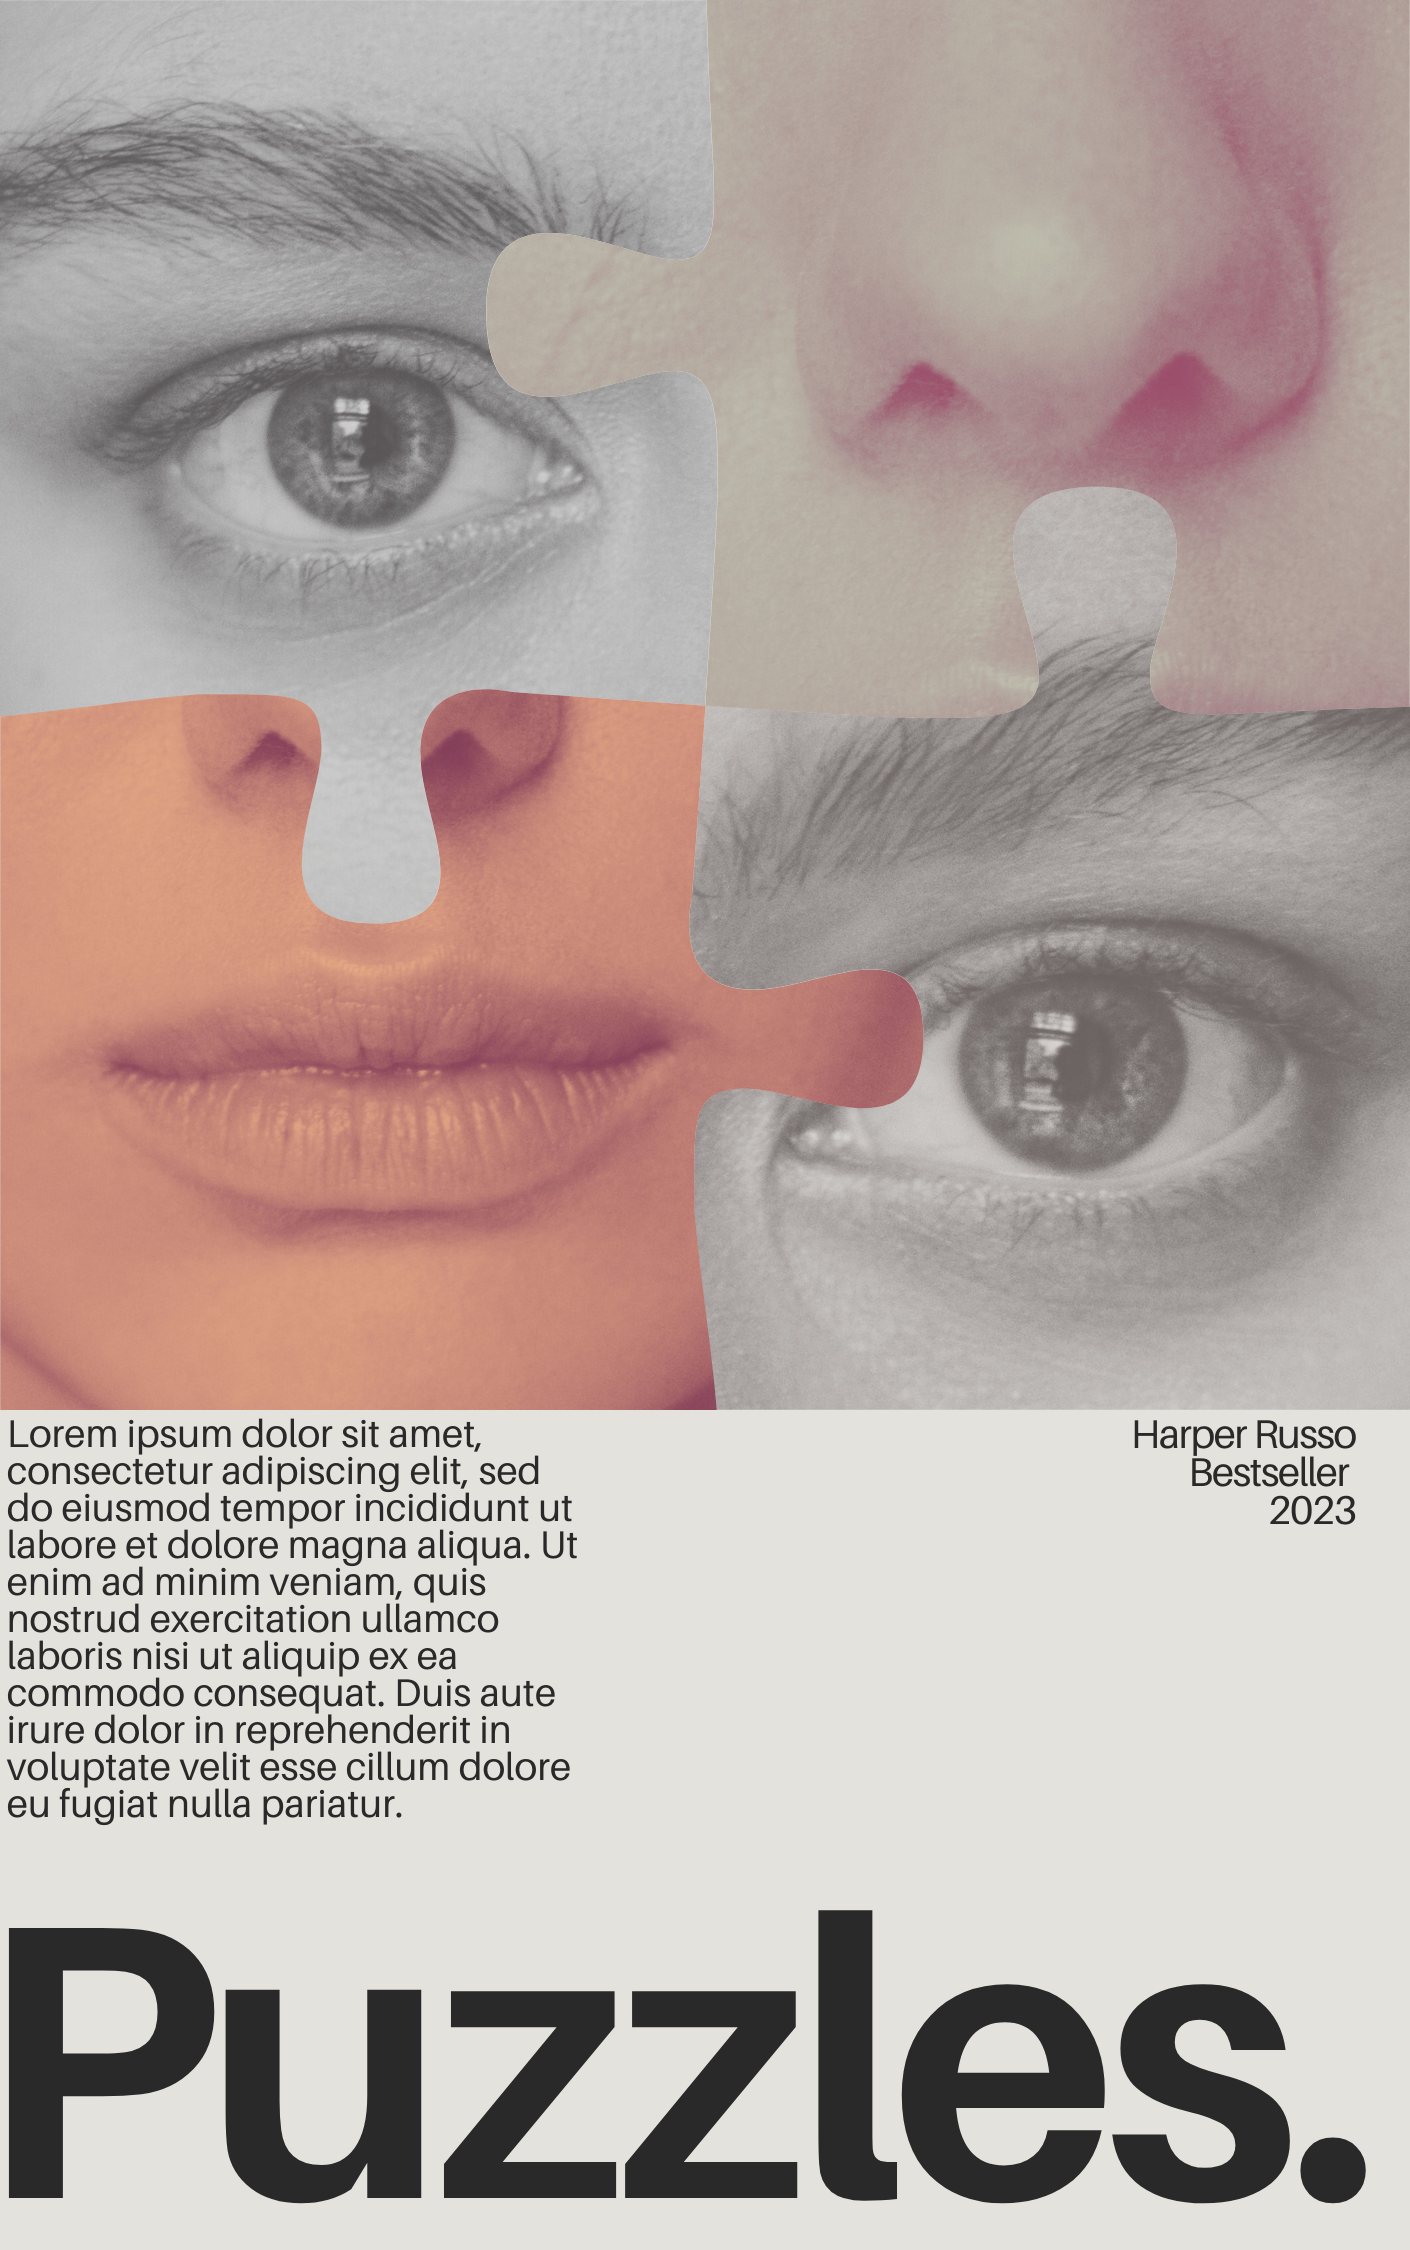 Lorem ipsum dolor sit amet,
consectetur adipiscing elit, sed
do eiusmod tempor incididunt ut
labore et dolore magna aliqua. Ut
enim ad minim veniam, quis
nostrud exercitation ullamco
laboris nisi ut aliquip ex ea
commodo consequat. Duis aute
irure dolor in reprehenderit in
voluptate velit esse cillum dolore
eu fugiat nulla pariatur.
Harper Russo
Bestseller
2023
Puzzles.